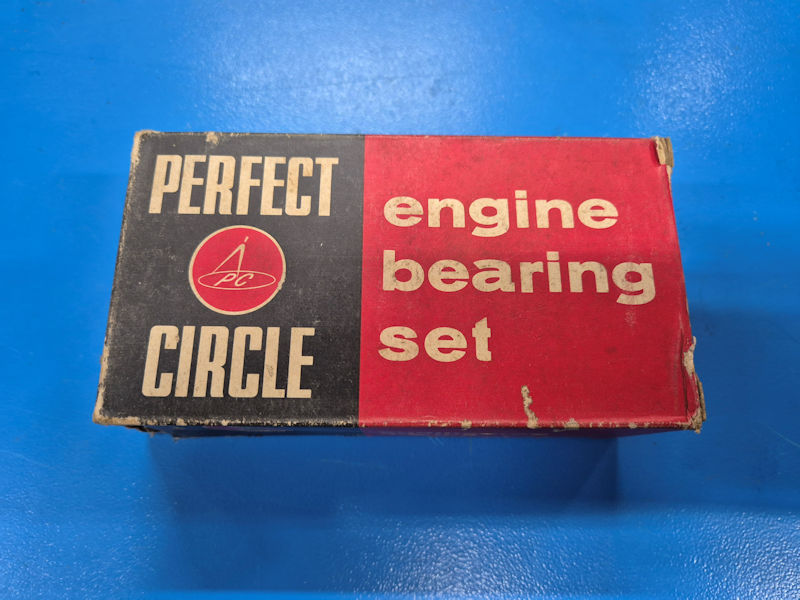 PERFECT
PC
CIRCLE
engine
bearing
set